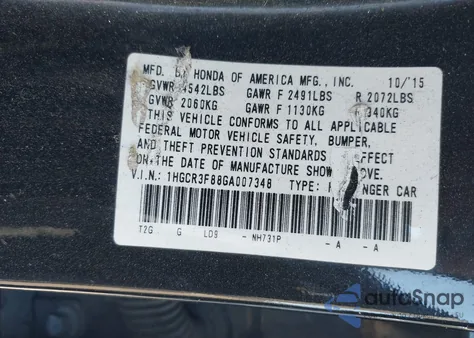 MFD. BY HONDA OF AMERICA MFG., INC. 10/15
GVWR 4542LBS GAWR F 2491LBS R 2072LBS
GVWR 2060KG GAWR F 1130KG 940KG
THIS VEHICLE CONFORMS TO ALL APPLICABLE
FEDERAL MOTOR VEHICLE SAFETY, BUMPER,
AND THEFT PREVENTION STANDARDS EFFECT
ON THE DATE OF MANUFACTURE SHOW OVE.
V.I.N.: 1HGCR3F88GA007348 TYPE: P NGER CAR
T2G G LD9 - NH731P - A - A
autoSnap